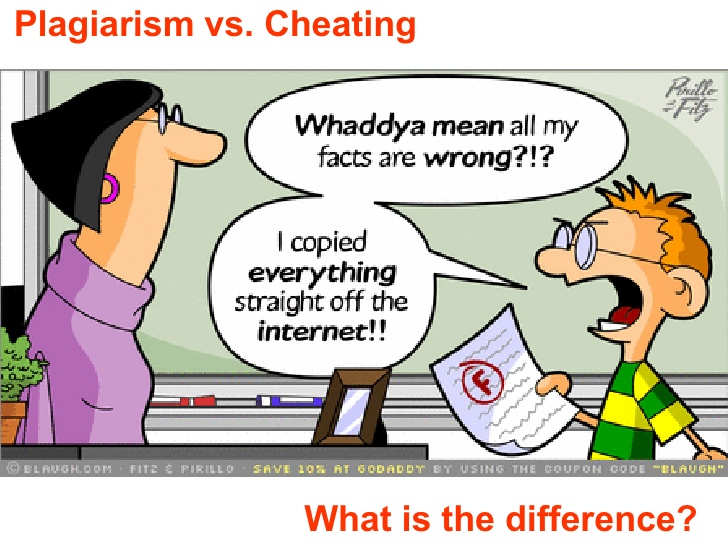 Plagiarism vs. Cheating
Pirillo
& Fitz
Whaddya mean all my
facts are wrong?!?
I copied
everything
straight off the
internet!!
F
© BLAUGH.COM · FITZ & PIRILLO · SAVE 10% AT GODADDY BY USING THE COUPON CODE "BLAUGH"
What is the difference?